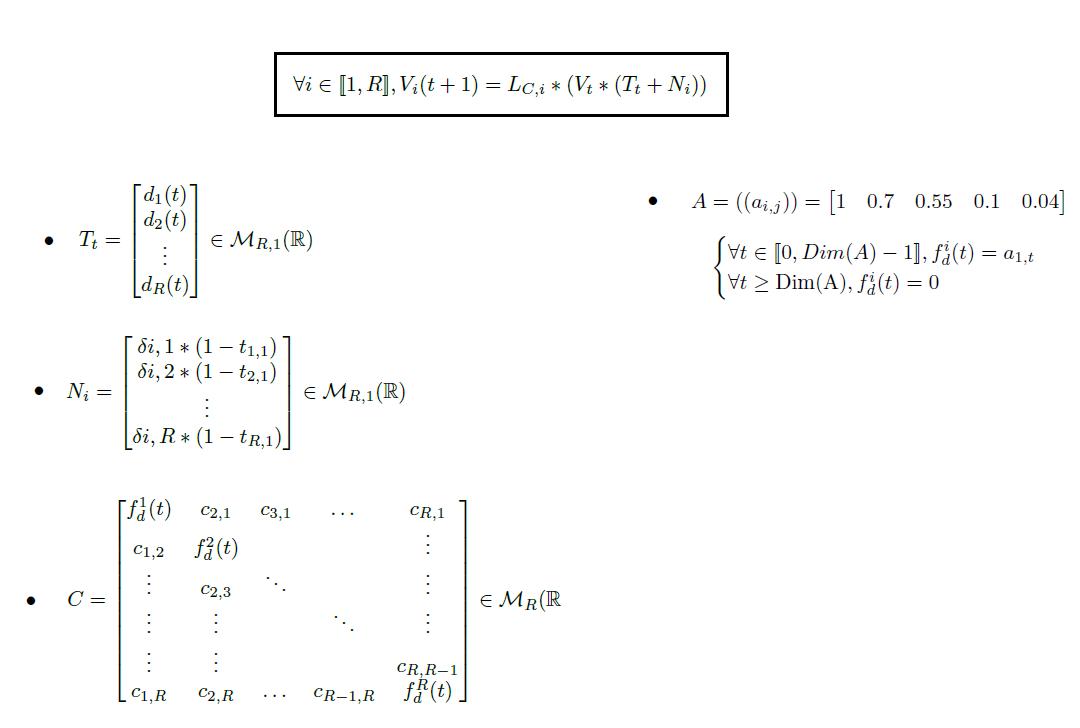 ∀i ∈ ⟦1, R⟧, V_i(t + 1) = L_{C,i} ∗ (V_t ∗ (T_t + N_i))
• T_t = [d_1(t) d_2(t) ⋮ d_R(t)] ∈ M_{R,1}(ℝ)
• A = ((a_{i,j})) = [1 0.7 0.55 0.1 0.04]
{∀t ∈ ⟦0, Dim(A) − 1⟧, f_d^i(t) = a_{1,t}
∀t ≥ Dim(A), f_d^i(t) = 0
• N_i = [δi, 1 ∗ (1 − t_{1,1}) δi, 2 ∗ (1 − t_{2,1}) ⋮ δi, R ∗ (1 − t_{R,1})] ∈ M_{R,1}(ℝ)
• C = [f_d^1(t) c_{2,1} c_{3,1} … c_{R,1}
c_{1,2} f_d^2(t) ⋮
⋮ c_{2,3} ⋱ ⋮
⋮ ⋮ ⋱ ⋮
⋮ ⋮ c_{R,R−1}
c_{1,R} c_{2,R} … c_{R−1,R} f_d^R(t)] ∈ M_R(ℝ